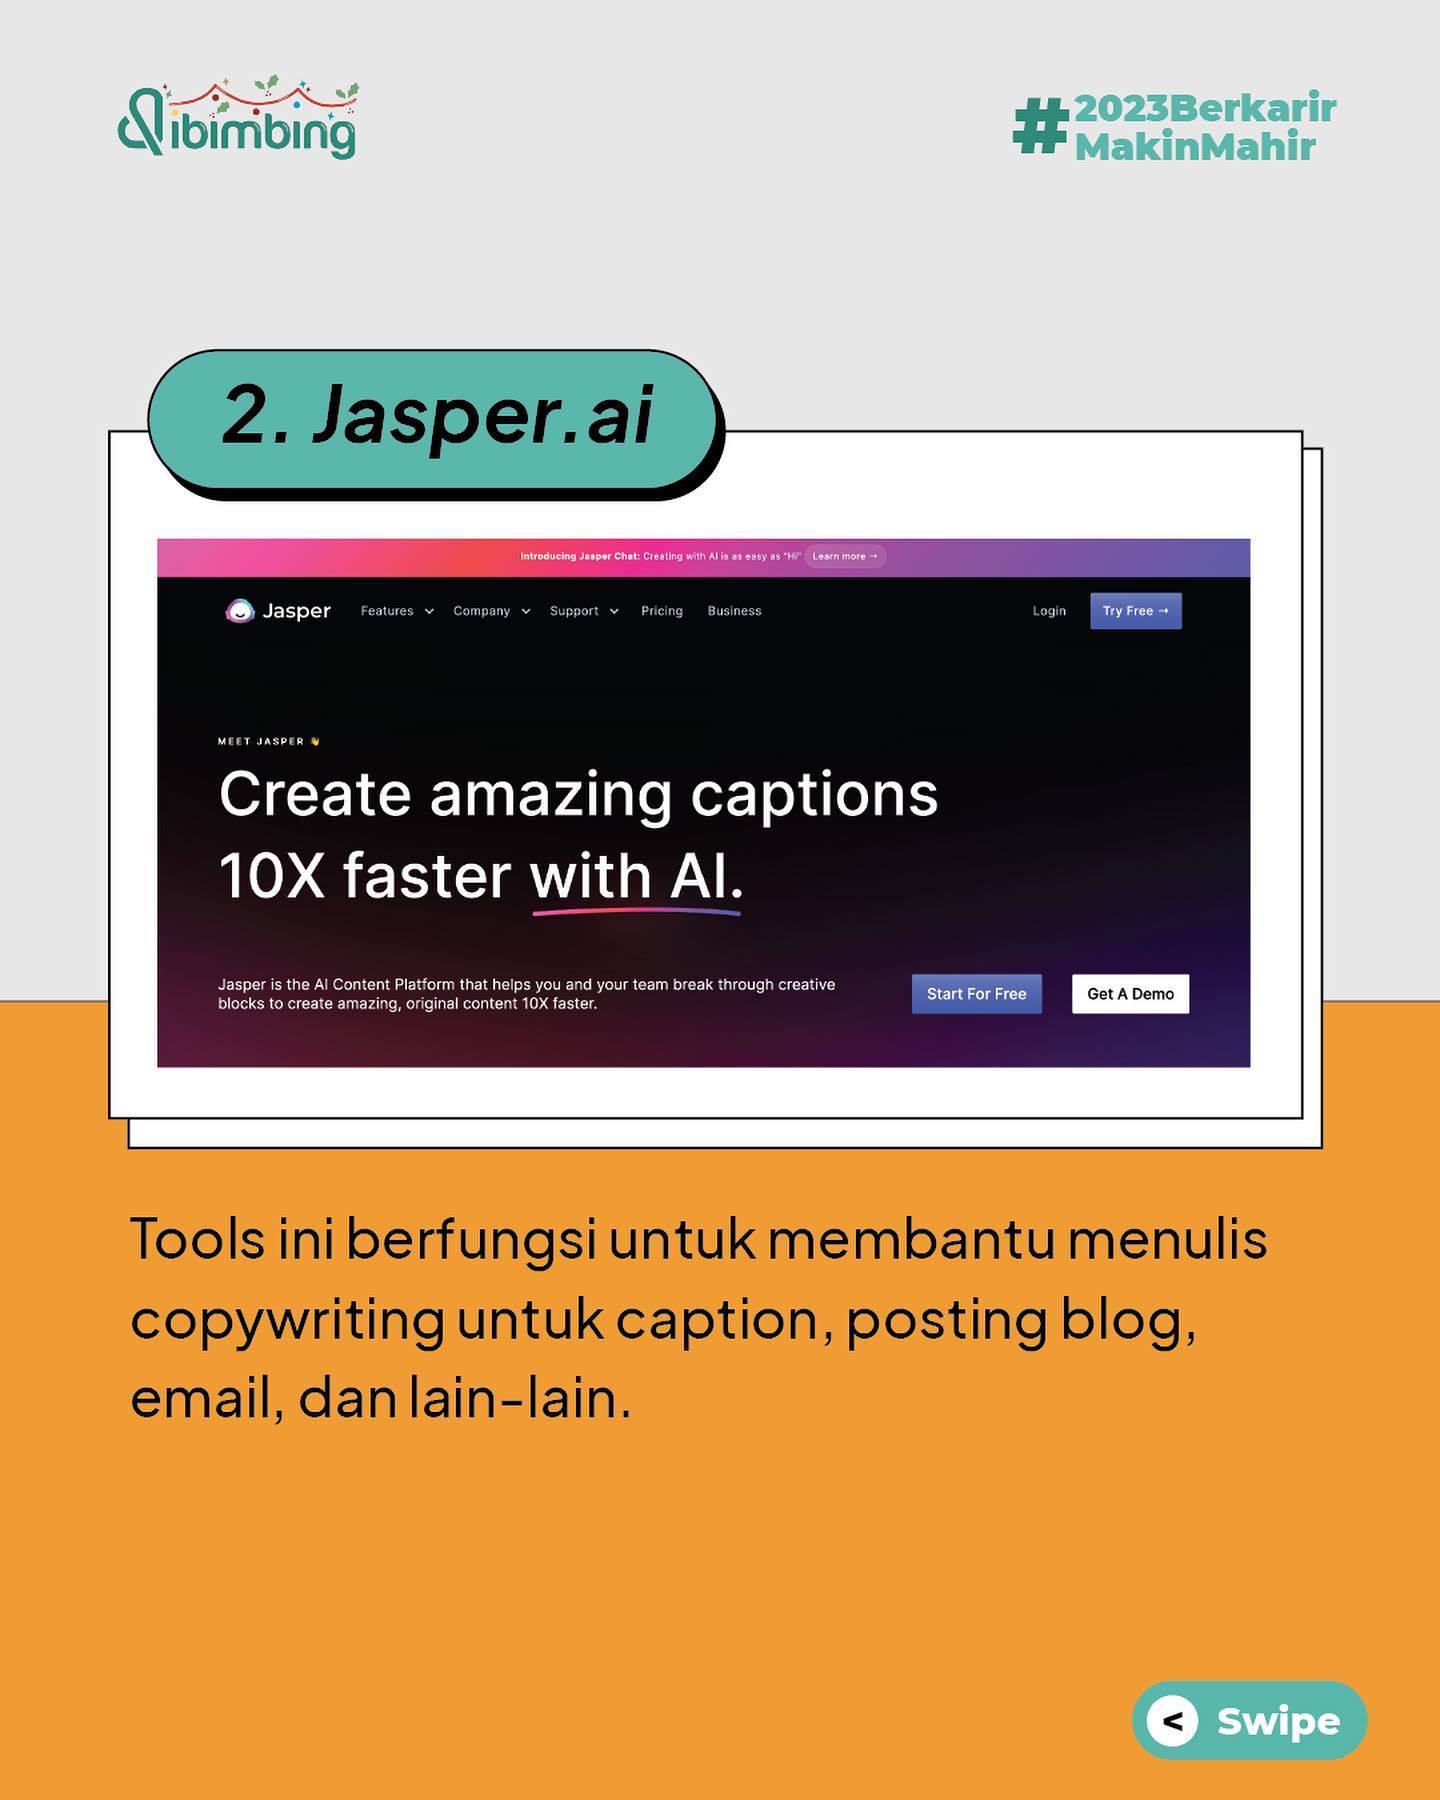 dibimbing
#2023Berkarir
MakinMahir
2. Jasper.ai
Introducing Jasper Chat: Creating with AI is as easy as "Hi" Learn more →
Jasper Features Company Support Pricing Business Login Try Free →
MEET JASPER 👋
Create amazing captions
10X faster with AI.
Jasper is the AI Content Platform that helps you and your team break through creative
blocks to create amazing, original content 10X faster.
Start For Free Get A Demo
Tools ini berfungsi untuk membantu menulis
copywriting untuk caption, posting blog,
email, dan lain-lain.
< Swipe